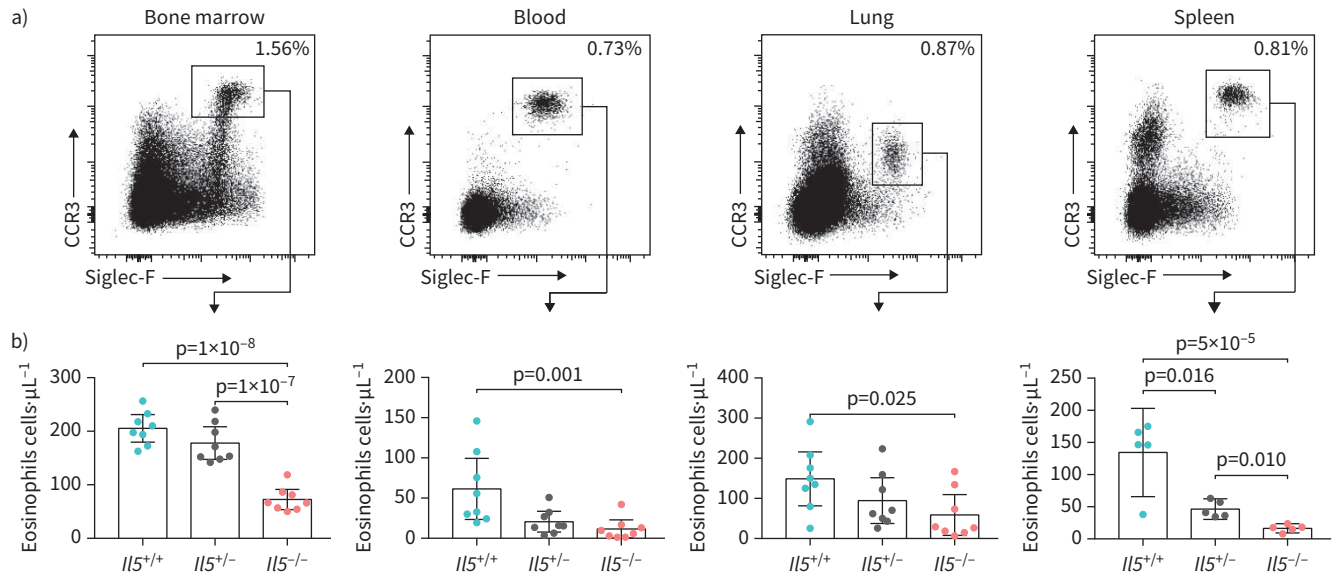 a)
Bone marrow
1.56%
CCR3
Siglec-F
Blood
0.73%
CCR3
Siglec-F
Lung
0.87%
CCR3
Siglec-F
Spleen
0.81%
CCR3
Siglec-F
b)
Eosinophils cells·µL⁻¹
300
200
100
0
p=1×10⁻⁸
p=1×10⁻⁷
Il5⁺/⁺
Il5⁺/⁻
Il5⁻/⁻
Eosinophils cells·µL⁻¹
200
150
100
50
0
p=0.001
Il5⁺/⁺
Il5⁺/⁻
Il5⁻/⁻
Eosinophils cells·µL⁻¹
400
300
200
100
0
p=0.025
Il5⁺/⁺
Il5⁺/⁻
Il5⁻/⁻
Eosinophils cells·µL⁻¹
250
200
150
100
50
0
p=5×10⁻⁵
p=0.016
p=0.010
Il5⁺/⁺
Il5⁺/⁻
Il5⁻/⁻